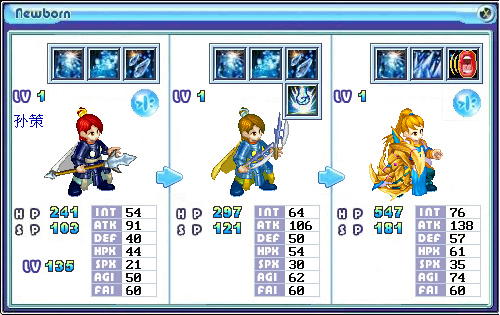 Newborn
LV 1
孙策
HP 241
SP 103
LV 135
INT 54
ATK 91
DEF 40
HPX 44
SPX 21
AGI 50
FAI 60
LV 1
HP 297
SP 121
INT 64
ATK 106
DEF 50
HPX 54
SPX 30
AGI 62
FAI 60
LV 1
HP 547
SP 181
INT 76
ATK 138
DEF 57
HPX 61
SPX 35
AGI 74
FAI 60